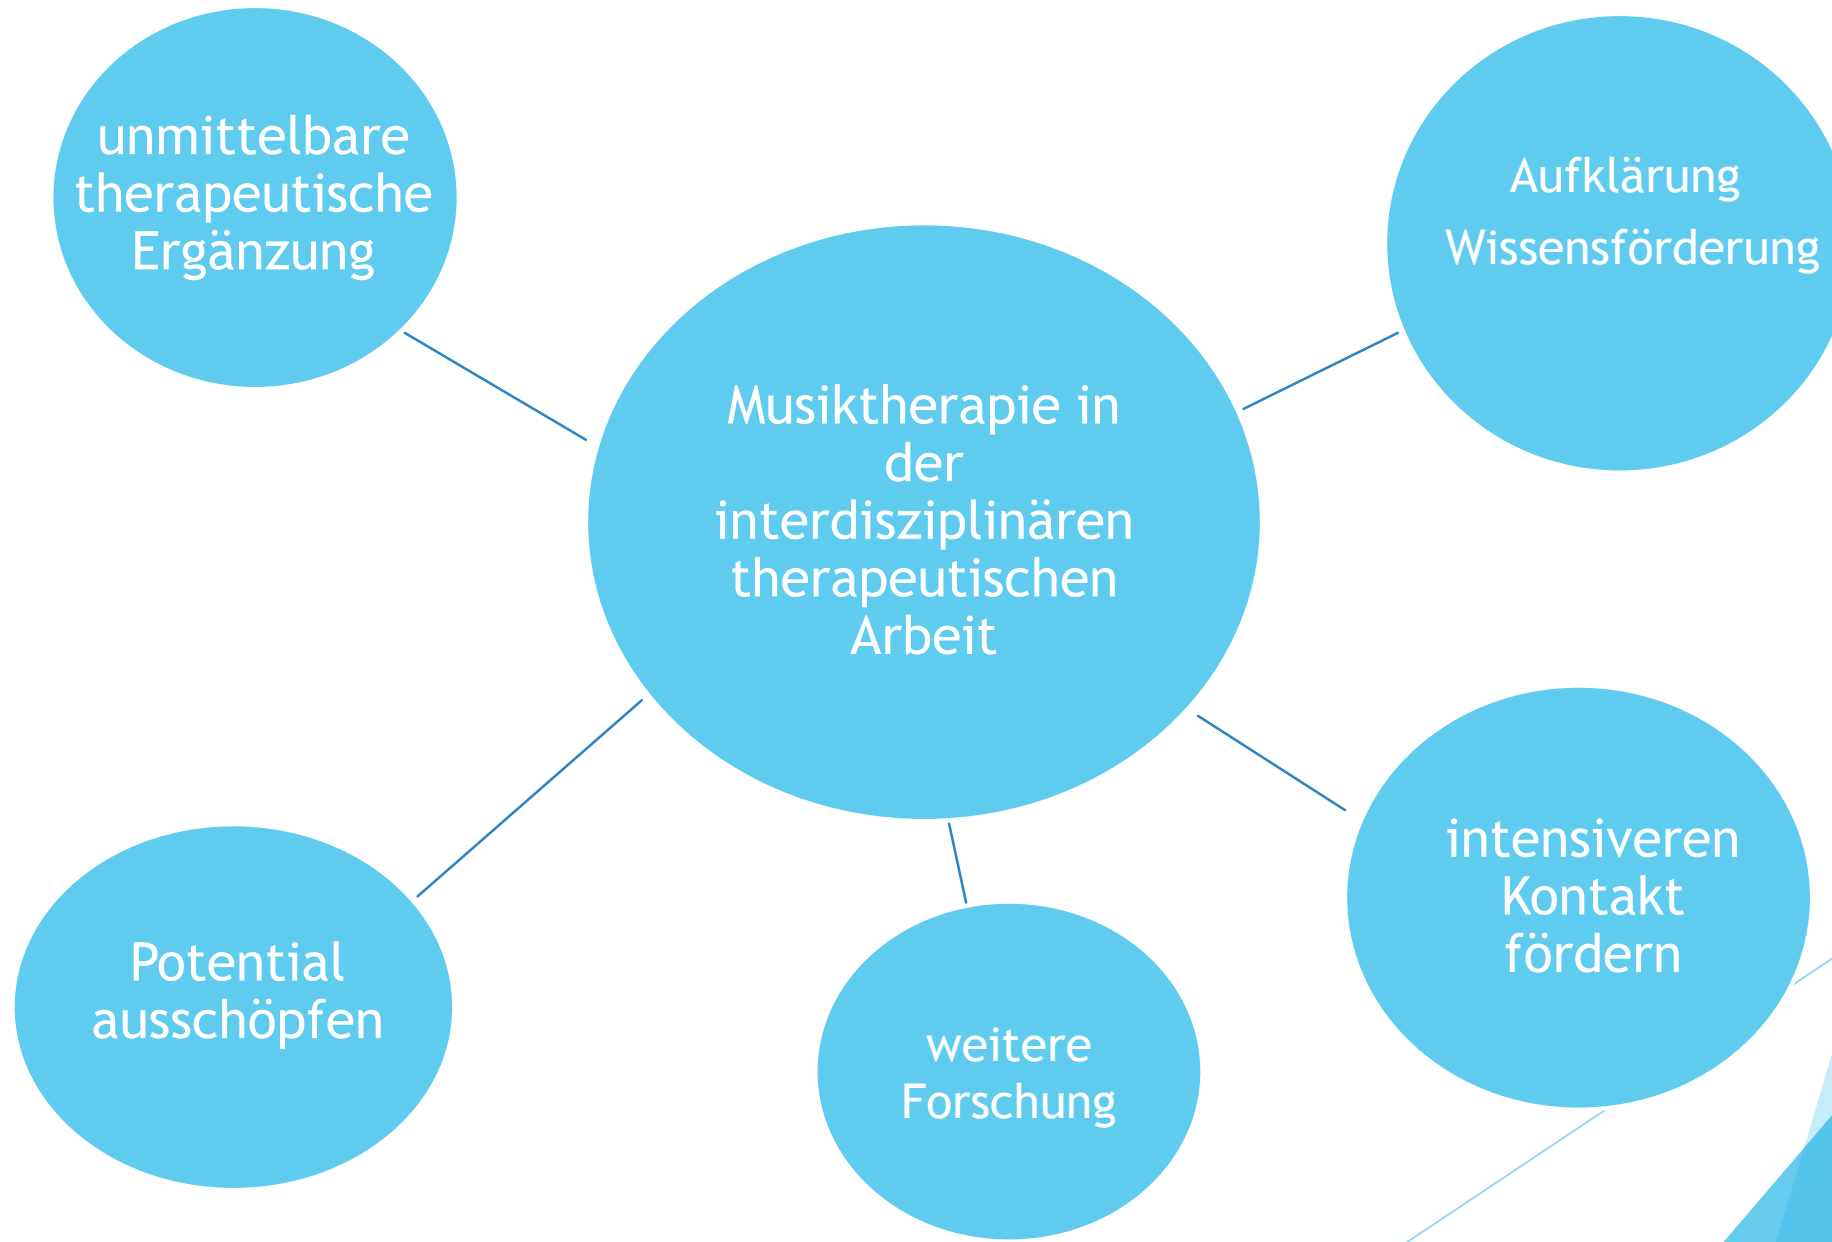 unmittelbare
therapeutische
Ergänzung
Aufklärung
Wissensförderung
Musiktherapie in
der
interdisziplinären
therapeutischen
Arbeit
intensiveren
Kontakt
fördern
Potential
ausschöpfen
weitere
Forschung